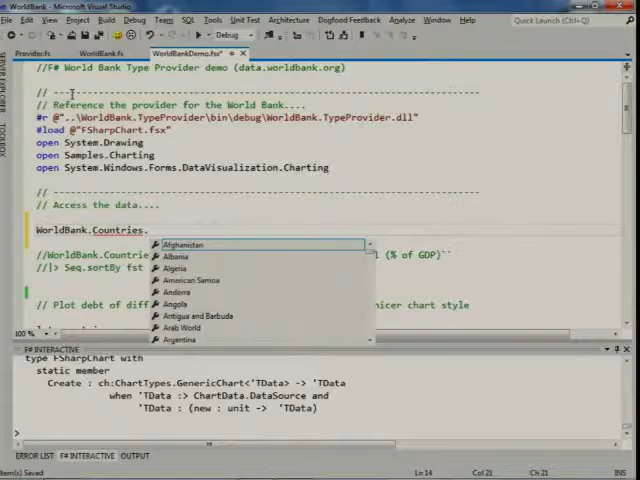 WorldBank - Microsoft Visual Studio
File Edit View Project Build Debug Team SQL Tools Unit Test Architecture Dogfood Feedback Analyze Window Help
Quick Launch (Ctrl+Q)
Debug
Provider.fs WorldBank.fs WorldBankDemo.fsx*
//F# World Bank Type Provider demo (data.worldbank.org)
// ---
// Reference the provider for the World Bank....
#r @"..\WorldBank.TypeProvider\bin\debug\WorldBank.TypeProvider.dll"
#load @"FSharpChart.fsx"
open System.Drawing
open Samples.Charting
open System.Windows.Forms.DataVisualization.Charting
// ---
// Access the data....
WorldBank.Countries.
Afghanistan
Albania
Algeria
American Samoa
Andorra
Angola
Antigua and Barbuda
Arab World
Argentina
//WorldBank.Countrie l (% of GDP)``
//|> Seq.sortBy fst
// Plot debt of diff nicer chart style
SERVER EXPLORER
TOOLBOX
100 %
F# INTERACTIVE
type FSharpChart with
static member
Create : ch:ChartTypes.GenericChart<'TData> -> 'TData
when 'TData :> ChartData.DataSource and
'TData : (new : unit -> 'TData)
>
ERROR LIST F# INTERACTIVE OUTPUT
Item(s) Saved Ln 14 Col 21 Ch 21 INS